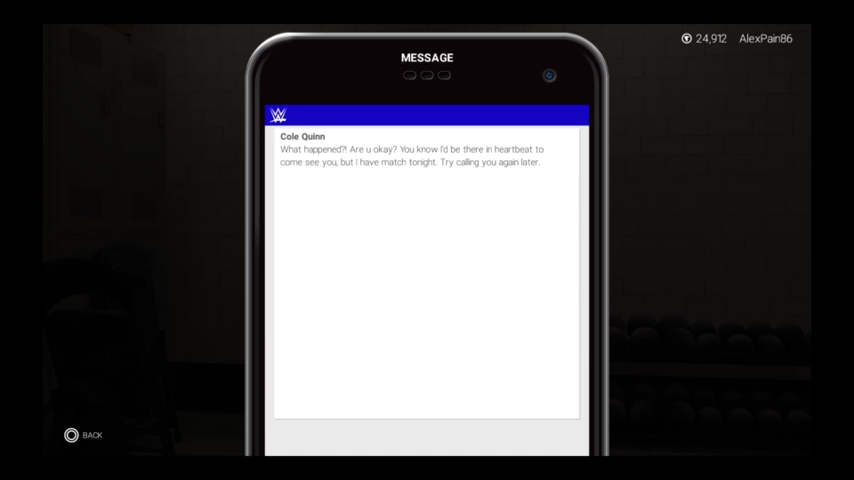 MESSAGE
24,912 AlexPain86
Cole Quinn
What happened?! Are u okay? You know I'd be there in heartbeat to
come see you, but I have match tonight. Try calling you again later.
BACK